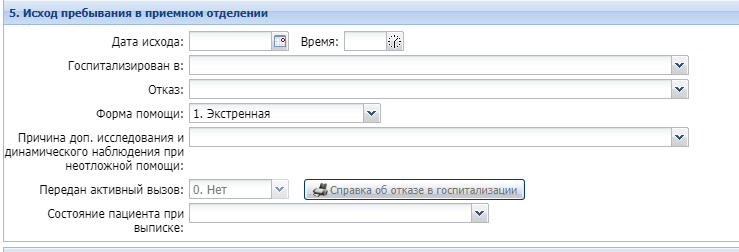 5. Исход пребывания в приемном отделении
Дата исхода: Время:
Госпитализирован в:
Отказ:
Форма помощи: 1. Экстренная
Причина доп. исследования и
динамического наблюдения при
неотложной помощи:
Передан активный вызов: 0. Нет Справка об отказе в госпитализации
Состояние пациента при
выписке: